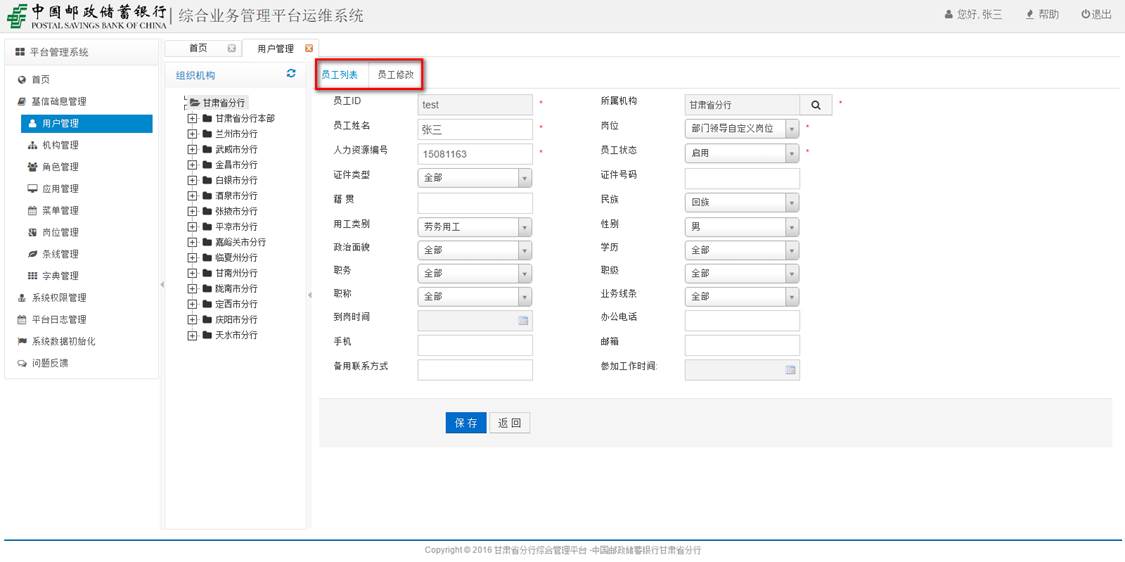 中国邮政储蓄银行 综合业务管理平台运维系统
POSTAL SAVINGS BANK OF CHINA
您好, 张三 帮助 退出
平台管理系统
首页
基信础息管理
用户管理
机构管理
角色管理
应用管理
菜单管理
岗位管理
条线管理
字典管理
系统权限管理
平台日志管理
系统数据初始化
问题反馈
首页 用户管理
组织机构
甘肃省分行
甘肃省分行本部
兰州市分行
武威市分行
金昌市分行
白银市分行
酒泉市分行
张掖市分行
平凉市分行
嘉峪关市分行
临夏州分行
甘南州分行
陇南市分行
定西市分行
庆阳市分行
天水市分行
员工列表 员工修改
员工ID test * 所属机构 甘肃省分行 *
员工姓名 张三 * 岗位 部门领导自定义岗位 *
人力资源编号 15081163 * 员工状态 启用 *
证件类型 全部 证件号码
籍 贯 民族 回族
用工类别 劳务用工 性别 男
政治面貌 全部 学历 全部
职务 全部 职级 全部
职称 全部 业务线条 全部
到岗时间 办公电话
手机 邮箱
备用联系方式 参加工作时间:
保 存 返 回
Copyright © 2016 甘肃省分行综合管理平台 -中国邮政储蓄银行甘肃省分行